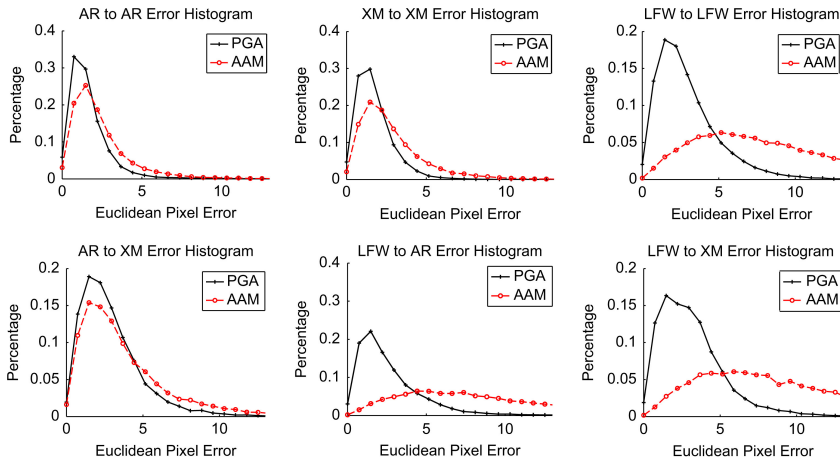 AR to AR Error Histogram
0.4
0.3
0.2
0.1
0
Percentage
PGA
AAM
0 5 10
Euclidean Pixel Error
XM to XM Error Histogram
0.4
0.3
0.2
0.1
0
Percentage
PGA
AAM
0 5 10
Euclidean Pixel Error
LFW to LFW Error Histogram
0.2
0.15
0.1
0.05
0
Percentage
PGA
AAM
0 5 10
Euclidean Pixel Error
AR to XM Error Histogram
0.2
0.15
0.1
0.05
0
Percentage
PGA
AAM
0 5 10
Euclidean Pixel Error
LFW to AR Error Histogram
0.4
0.3
0.2
0.1
0
Percentage
PGA
AAM
0 5 10
Euclidean Pixel Error
LFW to XM Error Histogram
0.2
0.15
0.1
0.05
0
Percentage
PGA
AAM
0 5 10
Euclidean Pixel Error